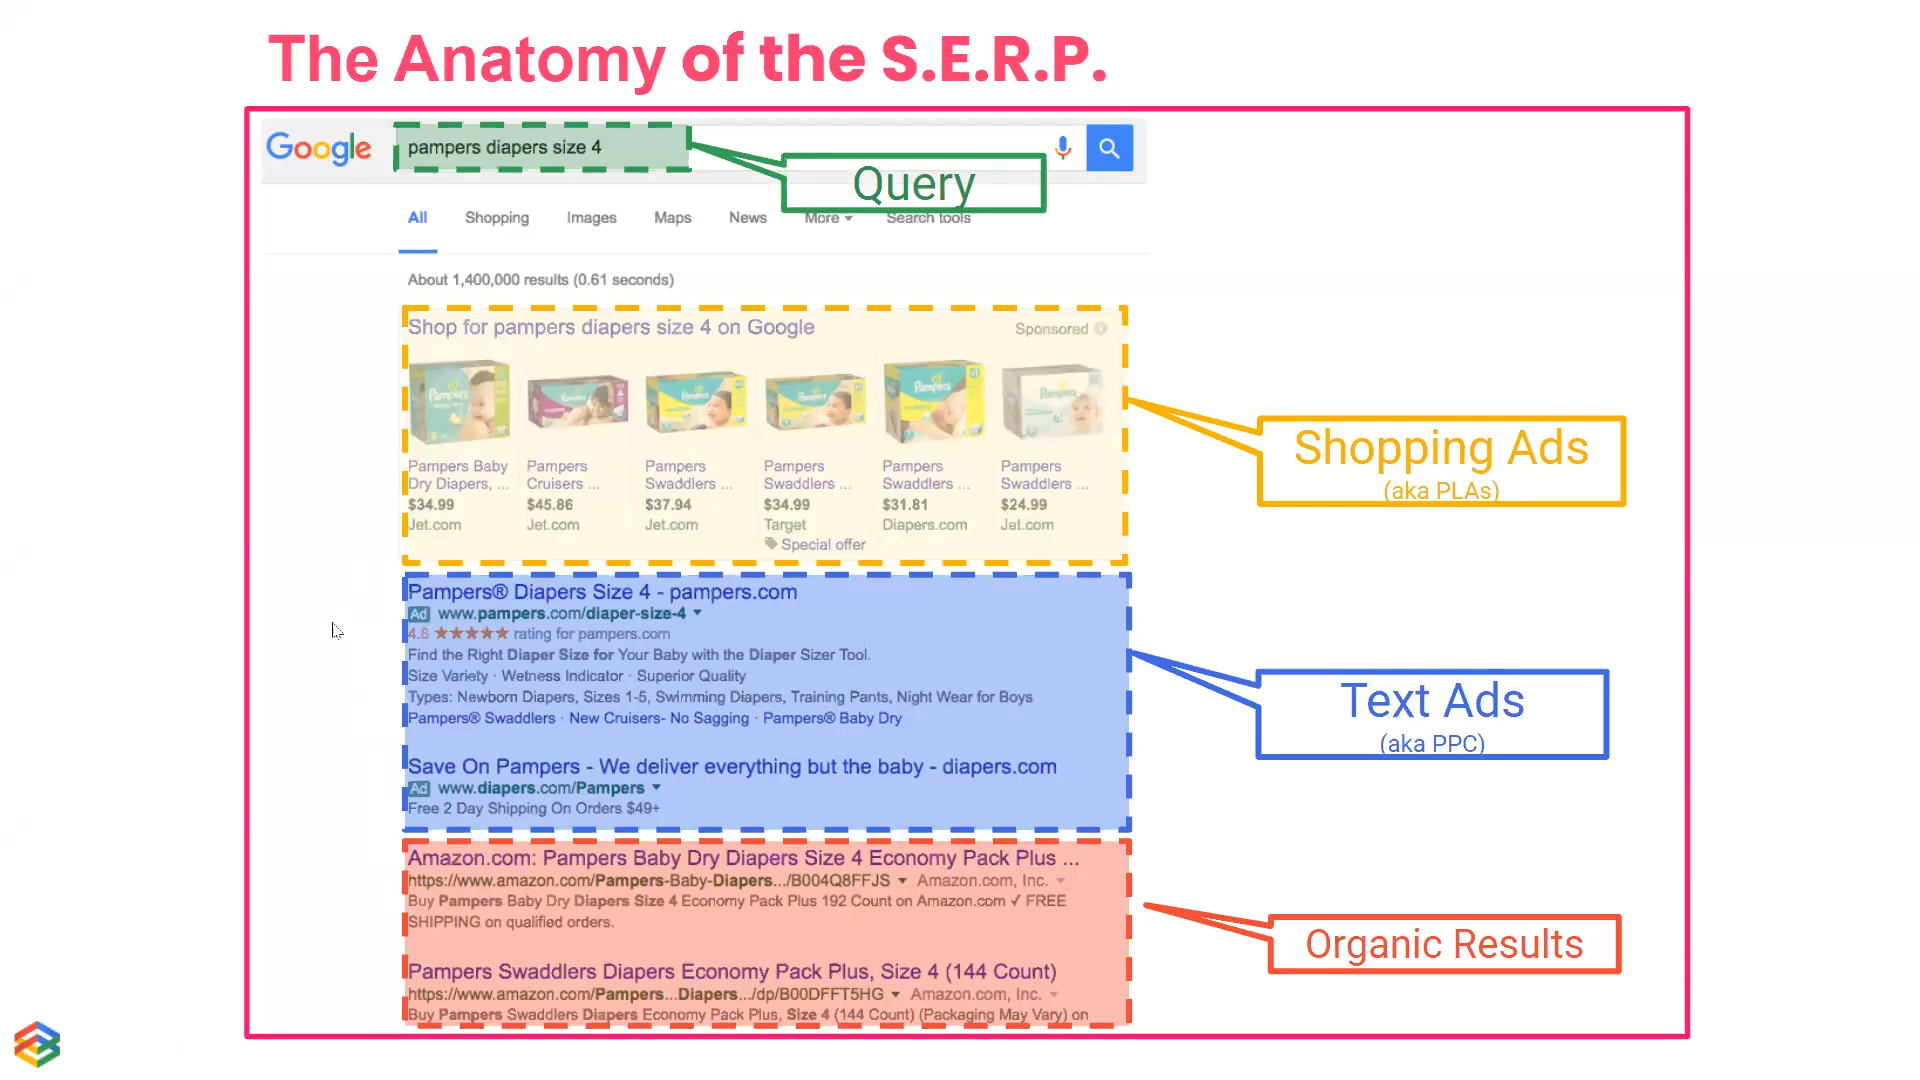 The Anatomy of the S.E.R.P.
Google
pampers diapers size 4
Query
All Shopping Images Maps News More Search tools
About 1,400,000 results (0.61 seconds)
Shop for pampers diapers size 4 on Google
Sponsored
Pampers Baby Dry Diapers, ...
$34.99
Jet.com
Pampers Cruisers ...
$45.86
Jet.com
Pampers Swaddlers ...
$37.94
Jet.com
Pampers Swaddlers ...
$34.99
Target
Special offer
Pampers Swaddlers ...
$31.81
Diapers.com
Pampers Swaddlers ...
$24.99
Jet.com
Shopping Ads
(aka PLAs)
Pampers® Diapers Size 4 - pampers.com
Ad www.pampers.com/diaper-size-4
4.8 ★★★★★ rating for pampers.com
Find the Right Diaper Size for Your Baby with the Diaper Sizer Tool.
Size Variety · Wetness Indicator · Superior Quality
Types: Newborn Diapers, Sizes 1-5, Swimming Diapers, Training Pants, Night Wear for Boys
Pampers® Swaddlers · New Cruisers- No Sagging · Pampers® Baby Dry
Save On Pampers - We deliver everything but the baby - diapers.com
Ad www.diapers.com/Pampers
Free 2 Day Shipping On Orders $49+
Text Ads
(aka PPC)
Amazon.com: Pampers Baby Dry Diapers Size 4 Economy Pack Plus ...
https://www.amazon.com/Pampers-Baby-Diapers.../B004Q8FFJS Amazon.com, Inc.
Buy Pampers Baby Dry Diapers Size 4 Economy Pack Plus 192 Count on Amazon.com ✓ FREE
SHIPPING on qualified orders.
Pampers Swaddlers Diapers Economy Pack Plus, Size 4 (144 Count)
https://www.amazon.com/Pampers...Diapers.../dp/B00DFFT5HG Amazon.com, Inc.
Buy Pampers Swaddlers Diapers Economy Pack Plus, Size 4 (144 Count) (Packaging May Vary) on
Organic Results